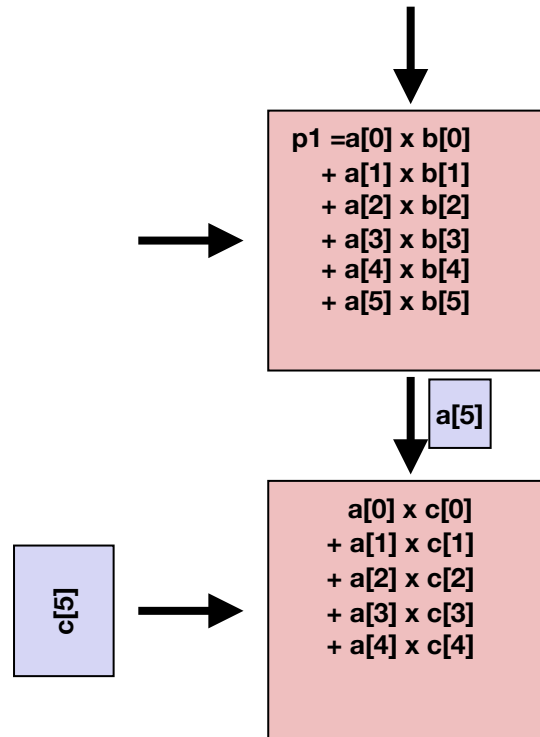 p1 =a[0] x b[0]
+ a[1] x b[1]
+ a[2] x b[2]
+ a[3] x b[3]
+ a[4] x b[4]
+ a[5] x b[5]
a[5]
a[0] x c[0]
+ a[1] x c[1]
+ a[2] x c[2]
+ a[3] x c[3]
+ a[4] x c[4]
c[5]